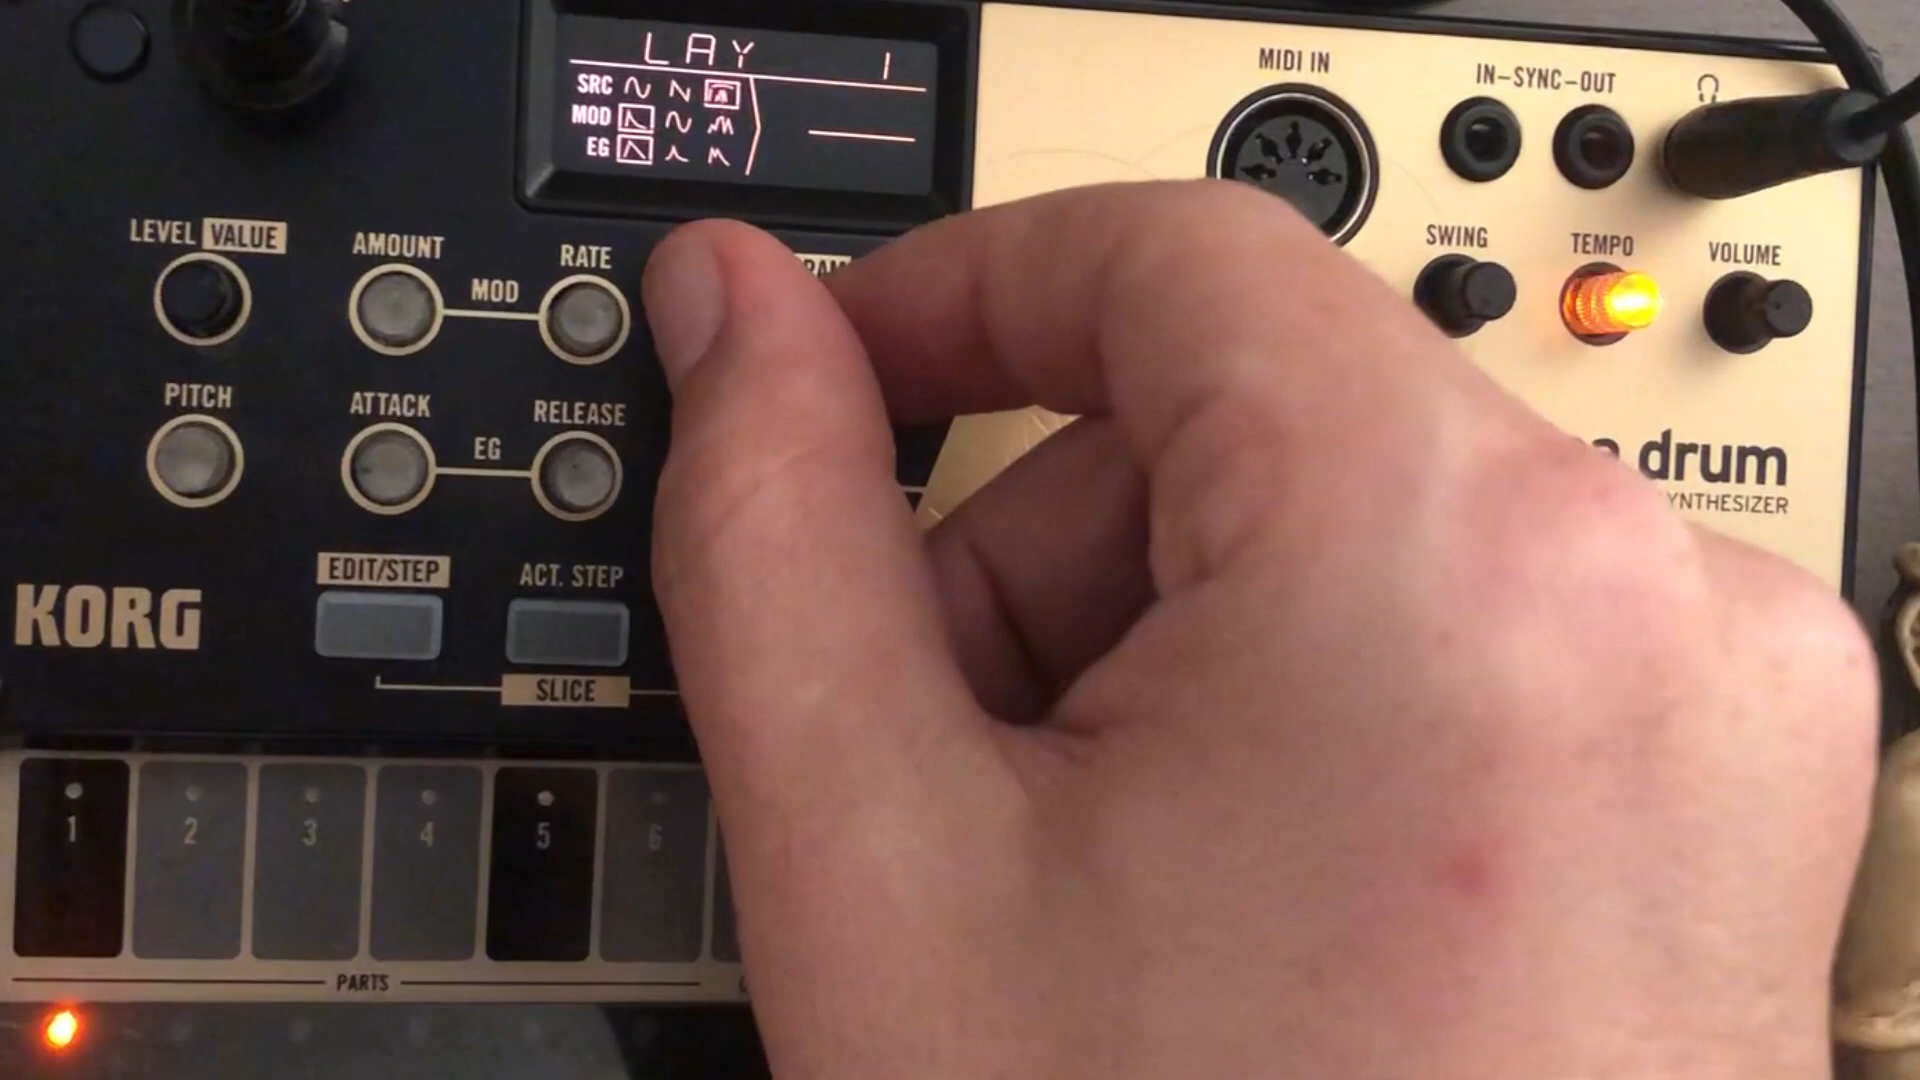 LAY 1
SRC
MOD
EG
MIDI IN
IN-SYNC-OUT
LEVEL VALUE
AMOUNT
RATE
MOD
SWING
TEMPO
VOLUME
PITCH
ATTACK
RELEASE
EG
drum
EDIT/STEP
ACT. STEP
KORG
SLICE
1 2 3 4 5 6
PARTS